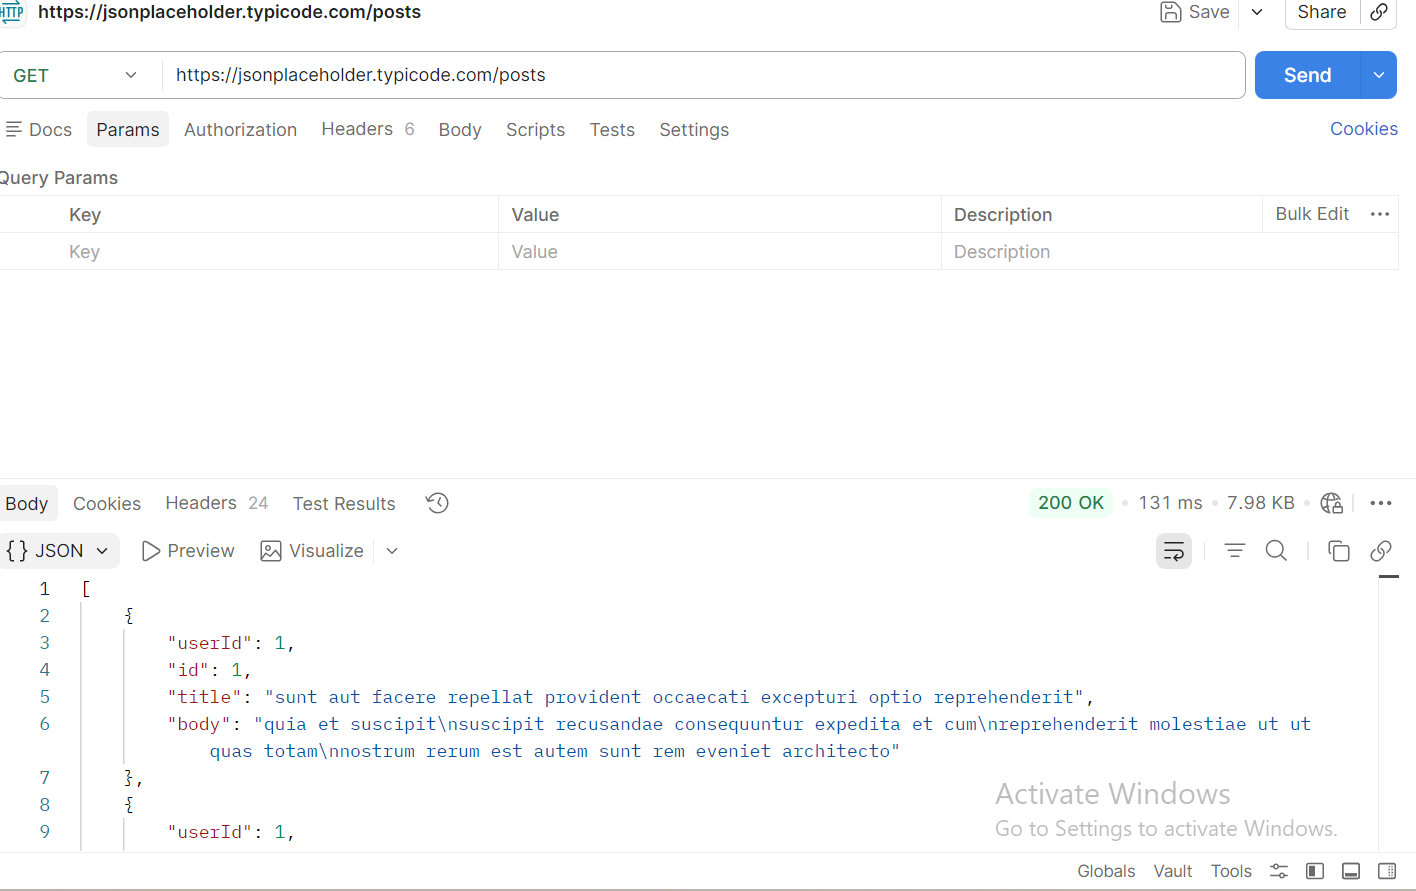 HTTP https://jsonplaceholder.typicode.com/posts Save Share
GET https://jsonplaceholder.typicode.com/posts Send
Docs Params Authorization Headers 6 Body Scripts Tests Settings Cookies
Query Params
Key Value Description Bulk Edit
Key Value Description
Body Cookies Headers 24 Test Results 200 OK • 131 ms • 7.98 KB •
{} JSON Preview Visualize
1 [
2 {
3 "userId": 1,
4 "id": 1,
5 "title": "sunt aut facere repellat provident occaecati excepturi optio reprehenderit",
6 "body": "quia et suscipit\nsuscipit recusandae consequuntur expedita et cum\nreprehenderit molestiae ut ut
quas totam\nnostrum rerum est autem sunt rem eveniet architecto"
7 },
8 {
9 "userId": 1,
Activate Windows
Go to Settings to activate Windows.
Globals Vault Tools